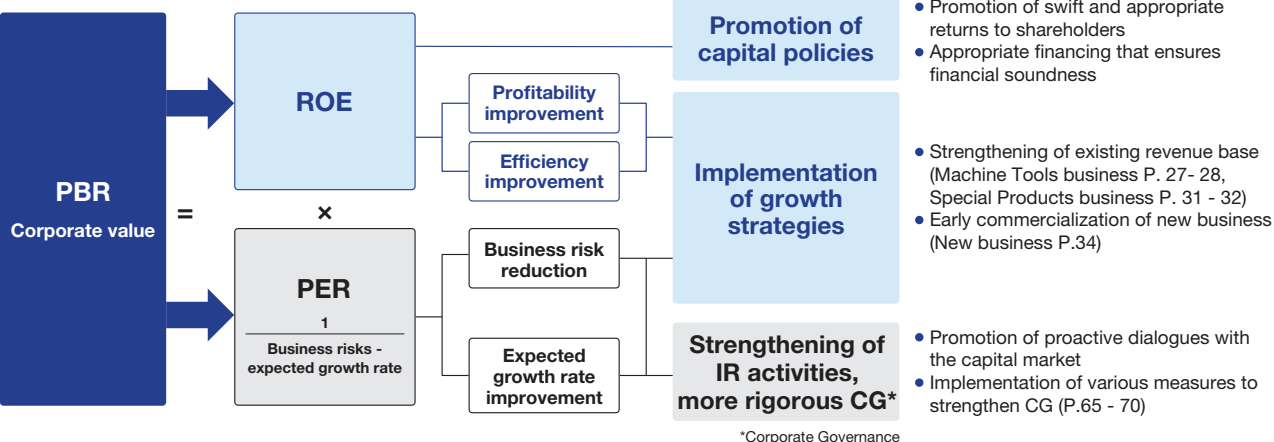 PBR
Corporate value
=
ROE
×
PER
1
Business risks -
expected growth rate
Profitability
improvement
Efficiency
improvement
Business risk
reduction
Expected
growth rate
improvement
Promotion of
capital policies
● Promotion of swift and appropriate
returns to shareholders
● Appropriate financing that ensures
financial soundness
Implementation
of growth
strategies
● Strengthening of existing revenue base
(Machine Tools business P. 27- 28,
Special Products business P. 31 - 32)
● Early commercialization of new business
(New business P.34)
Strengthening of
IR activities,
more rigorous CG*
● Promotion of proactive dialogues with
the capital market
● Implementation of various measures to
strengthen CG (P.65 - 70)
*Corporate Governance